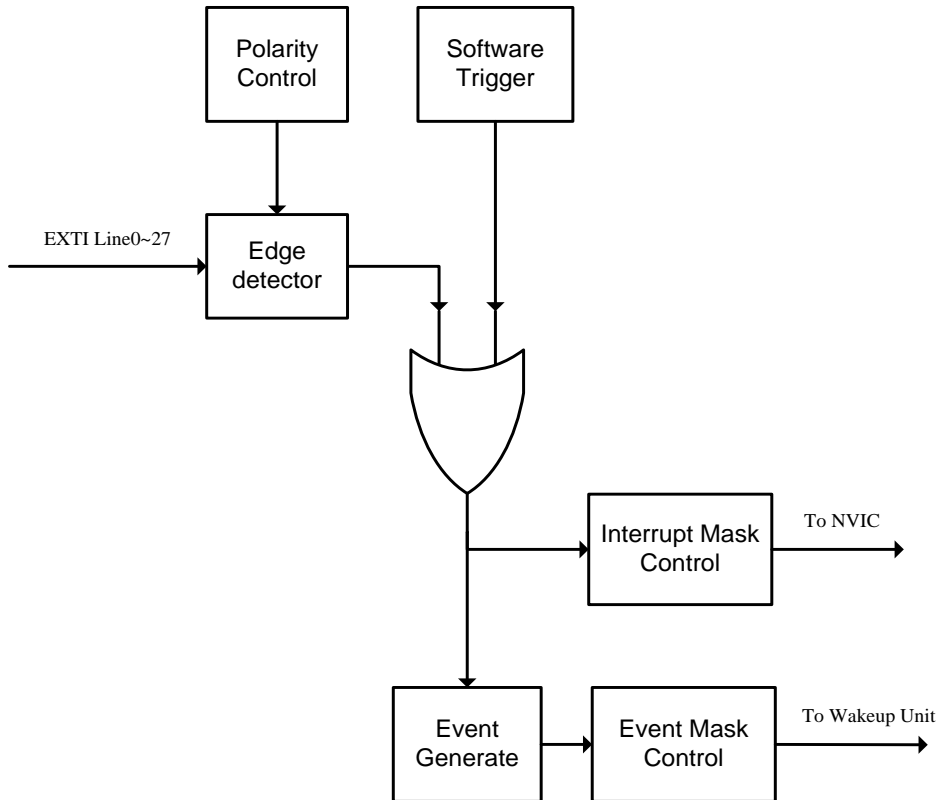 Polarity
Control
Software
Trigger
EXTI Line0~27
Edge
detector
Interrupt Mask
Control
To NVIC
Event
Generate
Event Mask
Control
To Wakeup Unit